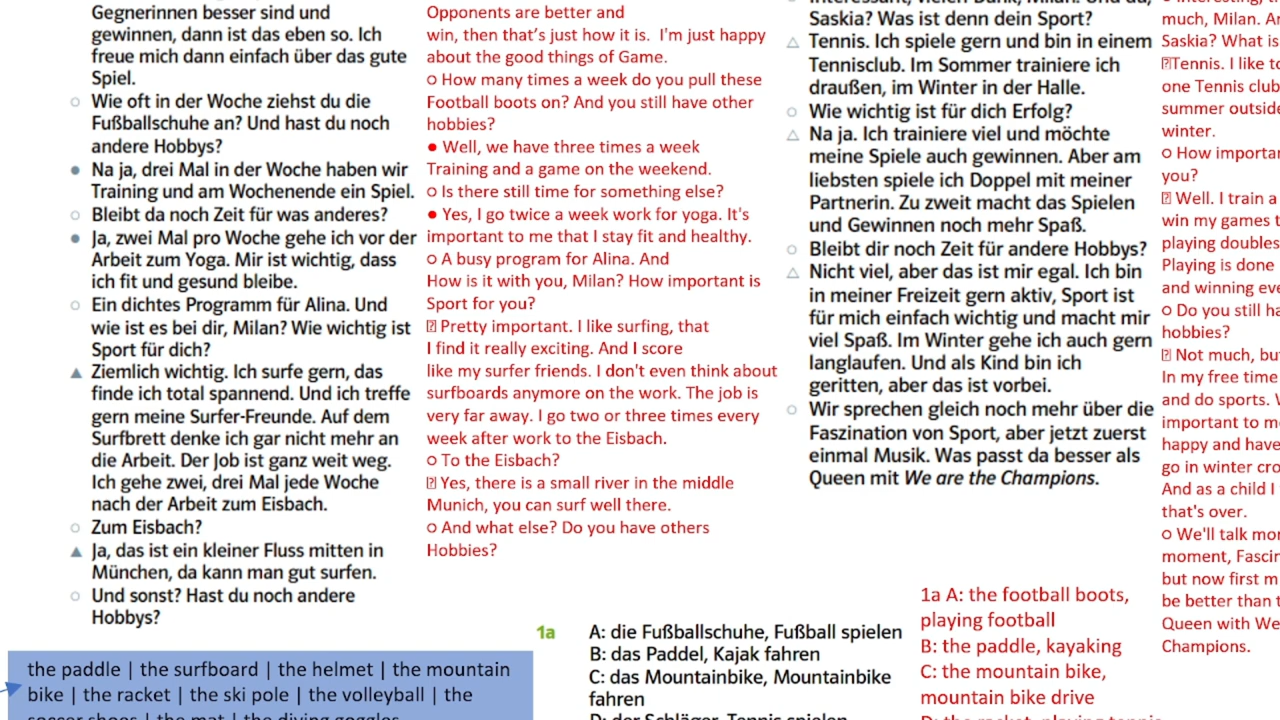 Gegnerinnen besser sind und
gewinnen, dann ist das eben so. Ich
freue mich dann einfach über das gute
Spiel.
○ Wie oft in der Woche ziehst du die
Fußballschuhe an? Und hast du noch
andere Hobbys?
● Na ja, drei Mal in der Woche haben wir
Training und am Wochenende ein Spiel.
○ Bleibt da noch Zeit für was anderes?
● Ja, zwei Mal pro Woche gehe ich vor der
Arbeit zum Yoga. Mir ist wichtig, dass
ich fit und gesund bleibe.
○ Ein dichtes Programm für Alina. Und
wie ist es bei dir, Milan? Wie wichtig ist
Sport für dich?
▲ Ziemlich wichtig. Ich surfe gern, das
finde ich total spannend. Und ich treffe
gern meine Surfer-Freunde. Auf dem
Surfbrett denke ich gar nicht mehr an
die Arbeit. Der Job ist ganz weit weg.
Ich gehe zwei, drei Mal jede Woche
nach der Arbeit zum Eisbach.
○ Zum Eisbach?
▲ Ja, das ist ein kleiner Fluss mitten in
München, da kann man gut surfen.
○ Und sonst? Hast du noch andere
Hobbys?
the paddle | the surfboard | the helmet | the mountain
bike | the racket | the ski pole | the volleyball | the
soccer shoes | the mat | the diving goggles
Opponents are better and
win, then that's just how it is. I'm just happy
about the good things of Game.
○ How many times a week do you pull these
Football boots on? And you still have other
hobbies?
● Well, we have three times a week
Training and a game on the weekend.
○ Is there still time for something else?
● Yes, I go twice a week work for yoga. It's
important to me that I stay fit and healthy.
○ A busy program for Alina. And
How is it with you, Milan? How important is
Sport for you?
Pretty important. I like surfing, that
I find it really exciting. And I score
like my surfer friends. I don't even think about
surfboards anymore on the work. The job is
very far away. I go two or three times every
week after work to the Eisbach.
○ To the Eisbach?
Yes, there is a small river in the middle
Munich, you can surf well there.
○ And what else? Do you have others
Hobbies?
1a A: die Fußballschuhe, Fußball spielen
B: das Paddel, Kajak fahren
C: das Mountainbike, Mountainbike
fahren
D: der Schläger, Tennis spielen
○ Interessant, vielen Dank, Milan. Und du,
Saskia? Was ist denn dein Sport?
△ Tennis. Ich spiele gern und bin in einem
Tennisclub. Im Sommer trainiere ich
draußen, im Winter in der Halle.
○ Wie wichtig ist für dich Erfolg?
△ Na ja. Ich trainiere viel und möchte
meine Spiele auch gewinnen. Aber am
liebsten spiele ich Doppel mit meiner
Partnerin. Zu zweit macht das Spielen
und Gewinnen noch mehr Spaß.
○ Bleibt dir noch Zeit für andere Hobbys?
△ Nicht viel, aber das ist mir egal. Ich bin
in meiner Freizeit gern aktiv, Sport ist
für mich einfach wichtig und macht mir
viel Spaß. Im Winter gehe ich auch gern
langlaufen. Und als Kind bin ich
geritten, aber das ist vorbei.
○ Wir sprechen gleich noch mehr über die
Faszination von Sport, aber jetzt zuerst
einmal Musik. Was passt da besser als
Queen mit We are the Champions.
1a A: the football boots,
playing football
B: the paddle, kayaking
C: the mountain bike,
mountain bike drive
D: the racket, playing tennis
much, Milan.
Saskia? What is
Tennis. I like
one Tennis club
summer
winter.
○ How
you?
Well. I train a
win my games
playing doubles
Playing is done
and winning
○ Do you still
hobbies?
Not much,
In my free time
and do sports.
important to
happy and have
go in winter
And as a child I
that's over.
○ We'll talk
moment,
but now first
be better than
Queen with We
Champions.